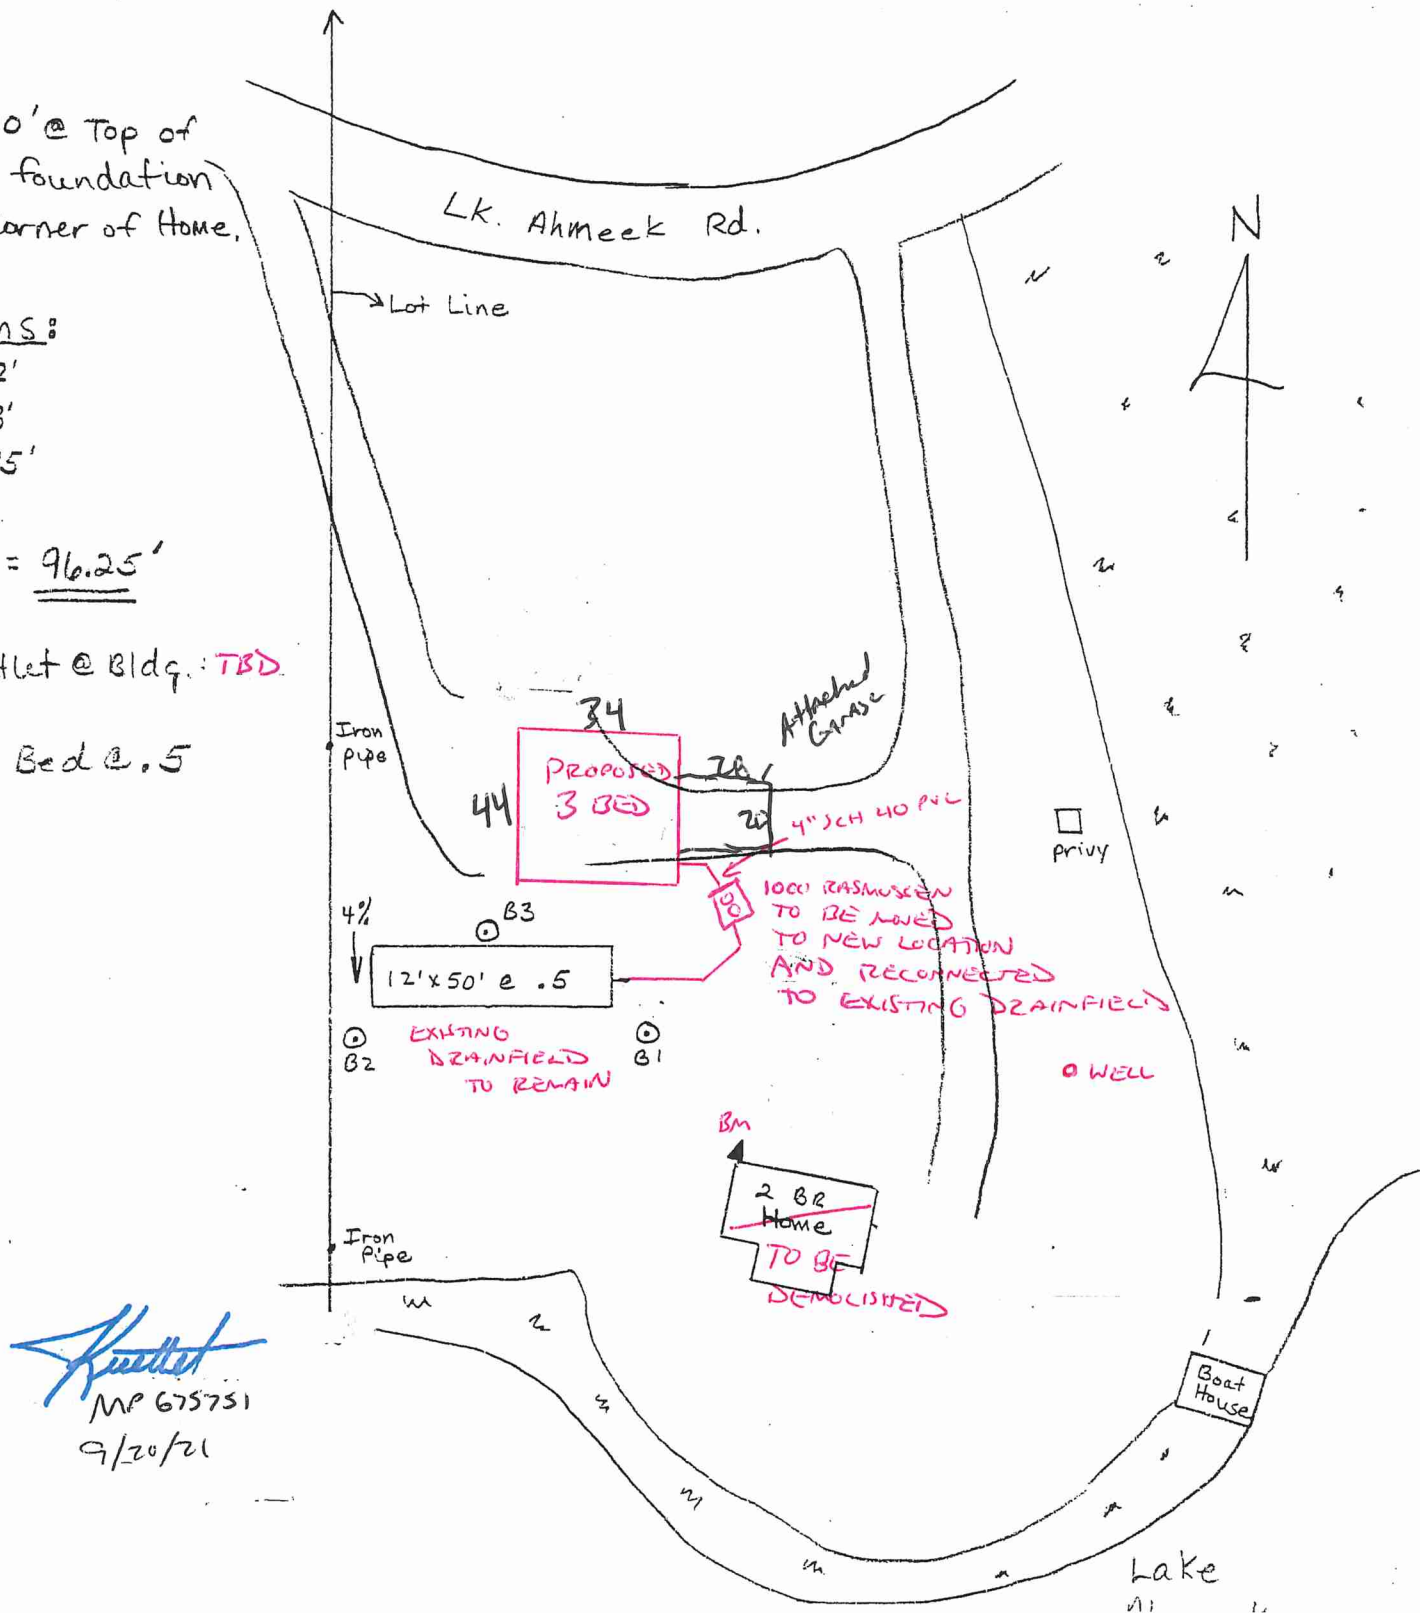 0' @ Top of
foundation
corner of Home.
Lk. Ahmeek Rd.
N
Lot Line
ns:
2'
3'
5'
= 96.25'
tlet @ Bldg.: TBD
Bed @ .5
Iron
pipe
34
44
PROPOSED
3 BED
Attached
Garage
20
4" SCH 40 PVC
privy
1000 RASMUSSEN
TO BE MOVED
TO NEW LOCATION
AND RECONNECTED
TO EXISTING DRAINFIELD
4%
B3
12' x 50' @ .5
B2
EXISTING
DRAINFIELD
TO REMAIN
B1
WELL
BM
2 BR
Home
TO BE
DEMOLISHED
Iron
Pipe
MP 675751
9/20/21
Boat
House
Lake